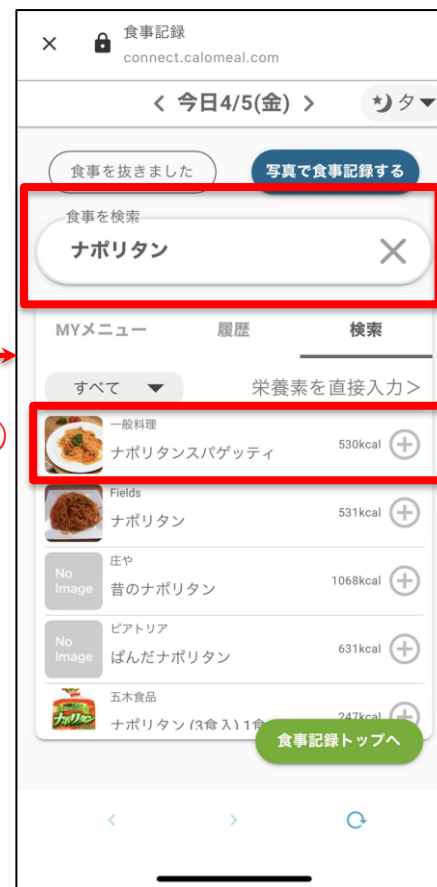 食事記録
connect.calomeal.com
今日4/5(金)
夕
食事を抜きました
写真で食事記録する
食事を検索
ナポリタン
MYメニュー 履歴 検索
すべて
栄養素を直接入力>
一般料理
ナポリタンスパゲッティ
530kcal
Fields
ナポリタン
531kcal
No Image
庄や
昔のナポリタン
1068kcal
No Image
ピアトリア
ぱんだナポリタン
631kcal
五木食品
ナポリタン (3食入) 1食
247kcal
食事記録トップへ